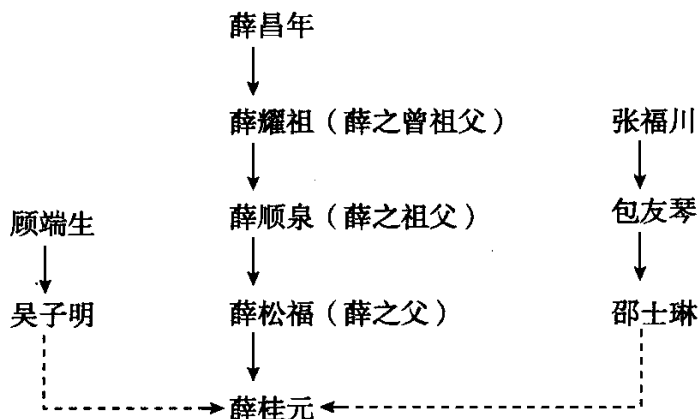 薛昌年
薛耀祖（薛之曾祖父） 张福川
顾端生 薛顺泉（薛之祖父） 包友琴
吴子明 薛松福（薛之父） 邵士琳
薛桂元